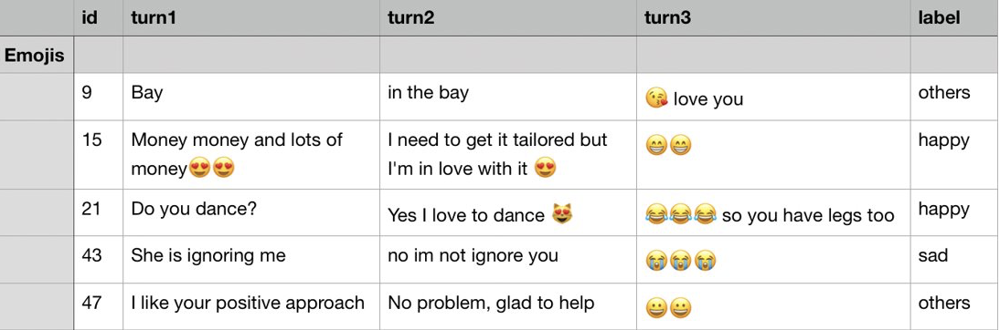 id turn1 turn2 turn3 label
Emojis
9 Bay in the bay 😘 love you others
15 Money money and lots of money😍😍 I need to get it tailored but I'm in love with it 😍 😁😁 happy
21 Do you dance? Yes I love to dance 😻 😂😂😂 so you have legs too happy
43 She is ignoring me no im not ignore you 😭😭😭 sad
47 I like your positive approach No problem, glad to help 😀😀 others